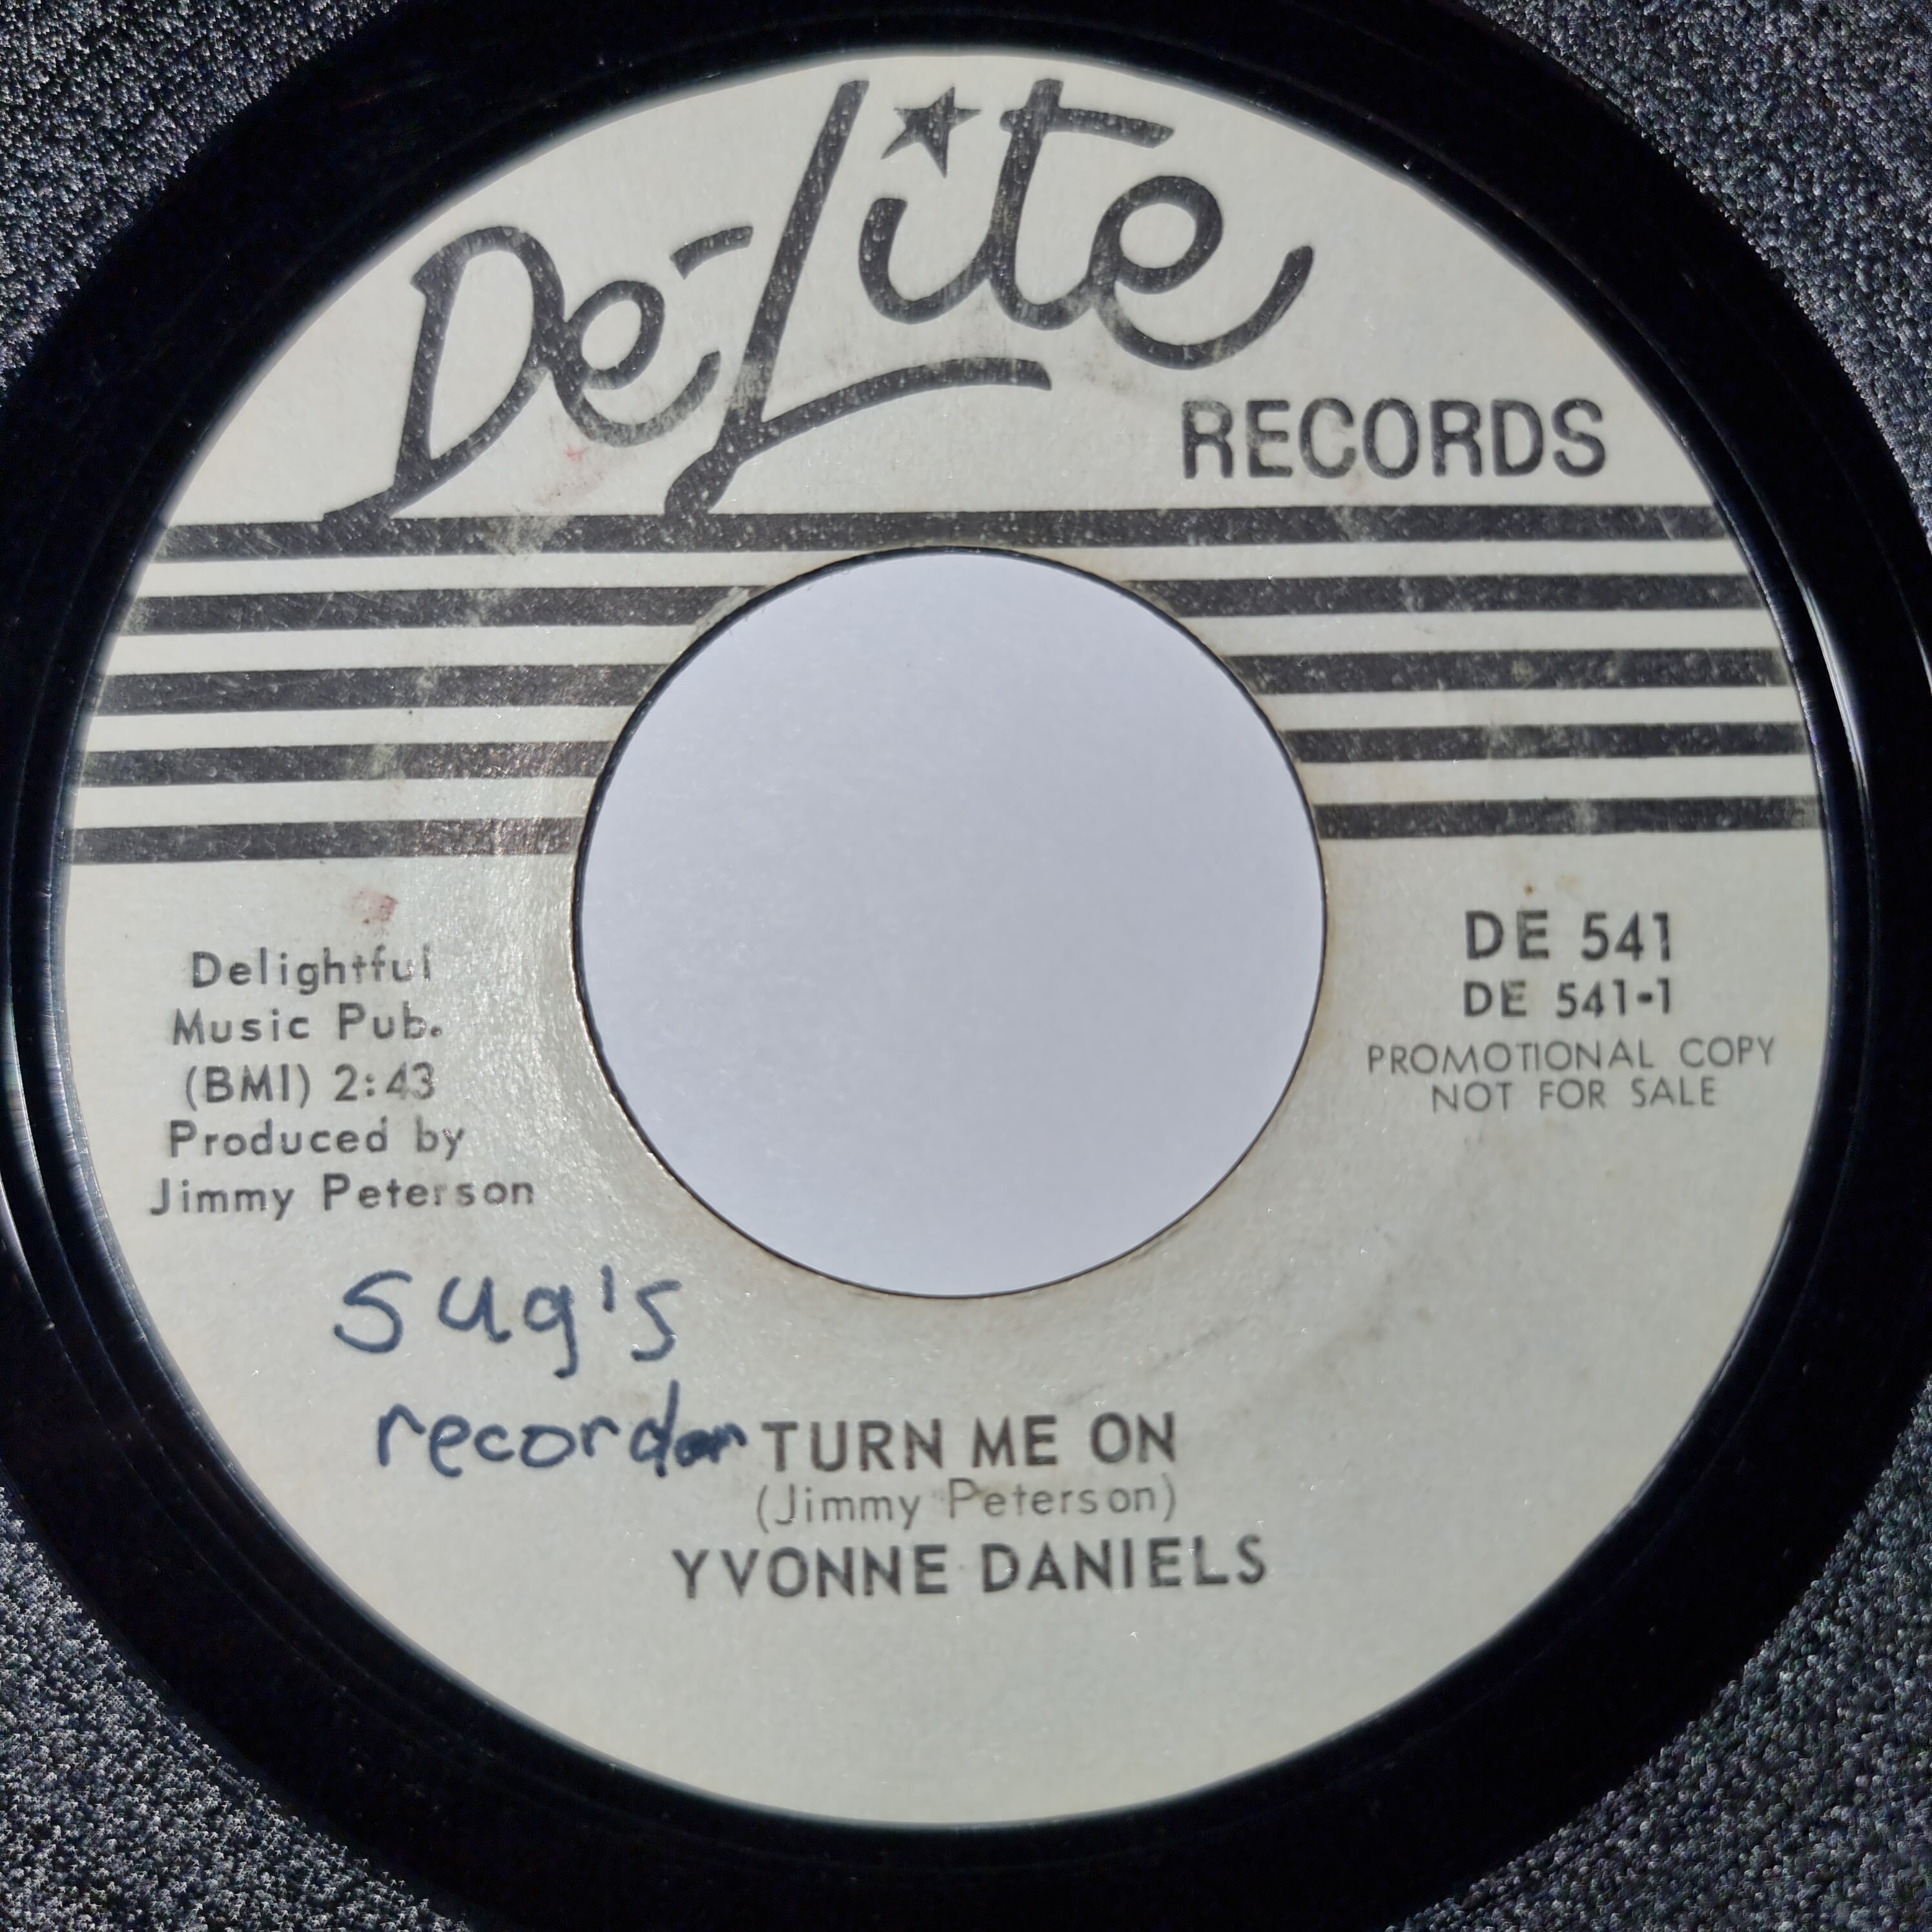 De-Lite
RECORDS
Delightful
Music Pub.
(BMI) 2:43
Produced by
Jimmy Peterson
DE 541
DE 541-1
PROMOTIONAL COPY
NOT FOR SALE
sug's
record
TURN ME ON
(Jimmy Peterson)
YVONNE DANIELS